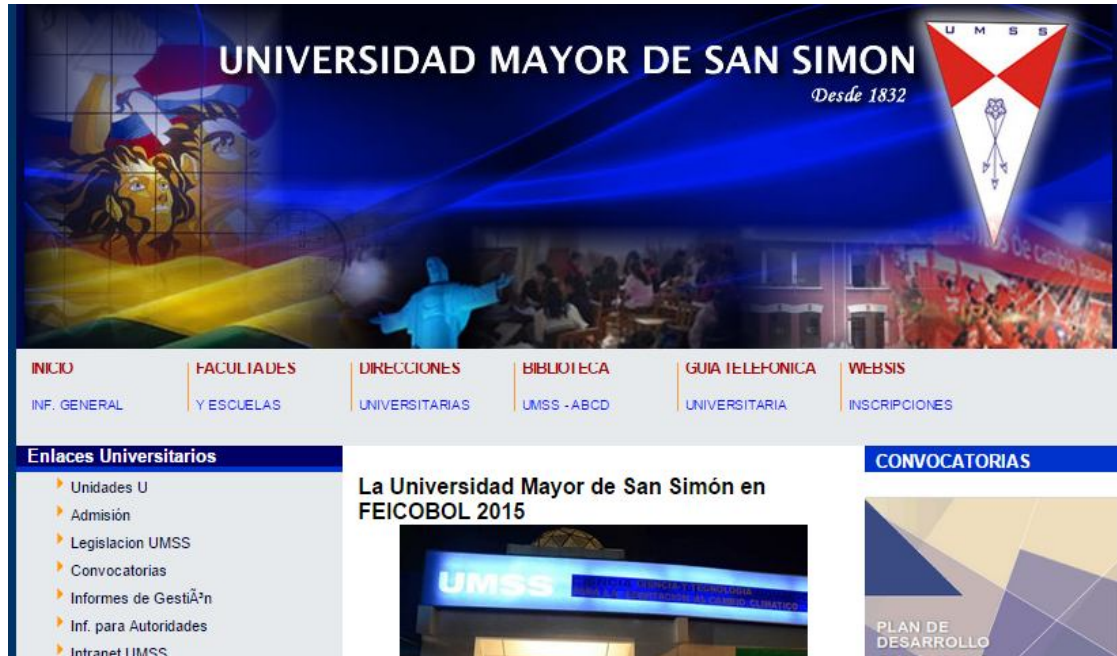 UNIVERSIDAD MAYOR DE SAN SIMON
Desde 1832
U M S S
INICIO
INF. GENERAL
FACULTADES
Y ESCUELAS
DIRECCIONES
UNIVERSITARIAS
BIBLIOTECA
UMSS - ABCD
GUIA TELEFONICA
UNIVERSITARIA
WEBSIS
INSCRIPCIONES
Enlaces Universitarios
Unidades U
Admisión
Legislacion UMSS
Convocatorias
Informes de GestiÃ³n
Inf. para Autoridades
Intranet UMSS
La Universidad Mayor de San Simón en
FEICOBOL 2015
UMSS
CONVOCATORIAS
PLAN DE
DESARROLLO